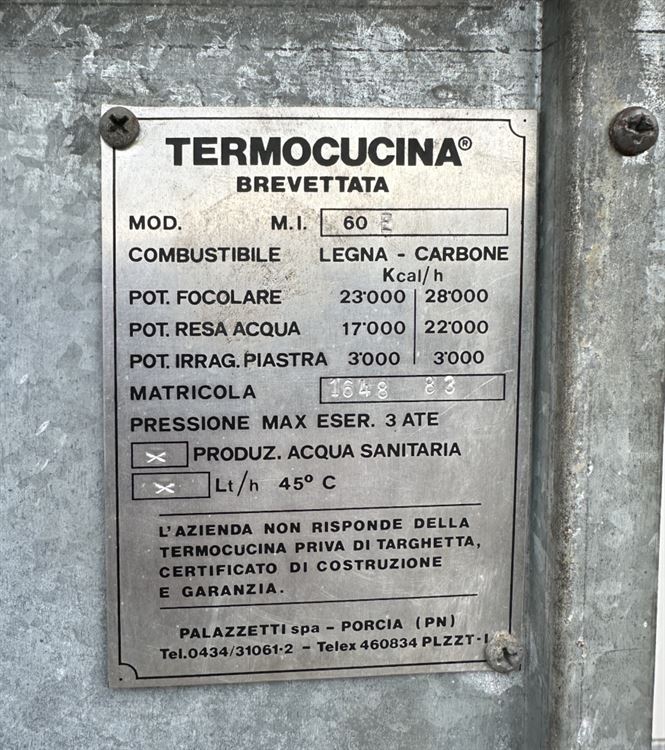 TERMOCUCINA®
BREVETTATA
MOD. M.I. 60 E
COMBUSTIBILE LEGNA - CARBONE
Kcal/h
POT. FOCOLARE 23'000 28'000
POT. RESA ACQUA 17'000 22'000
POT. IRRAG. PIASTRA 3'000 3'000
MATRICOLA 1648 83
PRESSIONE MAX ESER. 3 ATE
x PRODUZ. ACQUA SANITARIA
x Lt/h 45° C
L'AZIENDA NON RISPONDE DELLA
TERMOCUCINA PRIVA DI TARGHETTA,
CERTIFICATO DI COSTRUZIONE
E GARANZIA.
PALAZZETTI spa - PORCIA (PN)
Tel.0434/31061-2 - Telex 460834 PLZZT-I